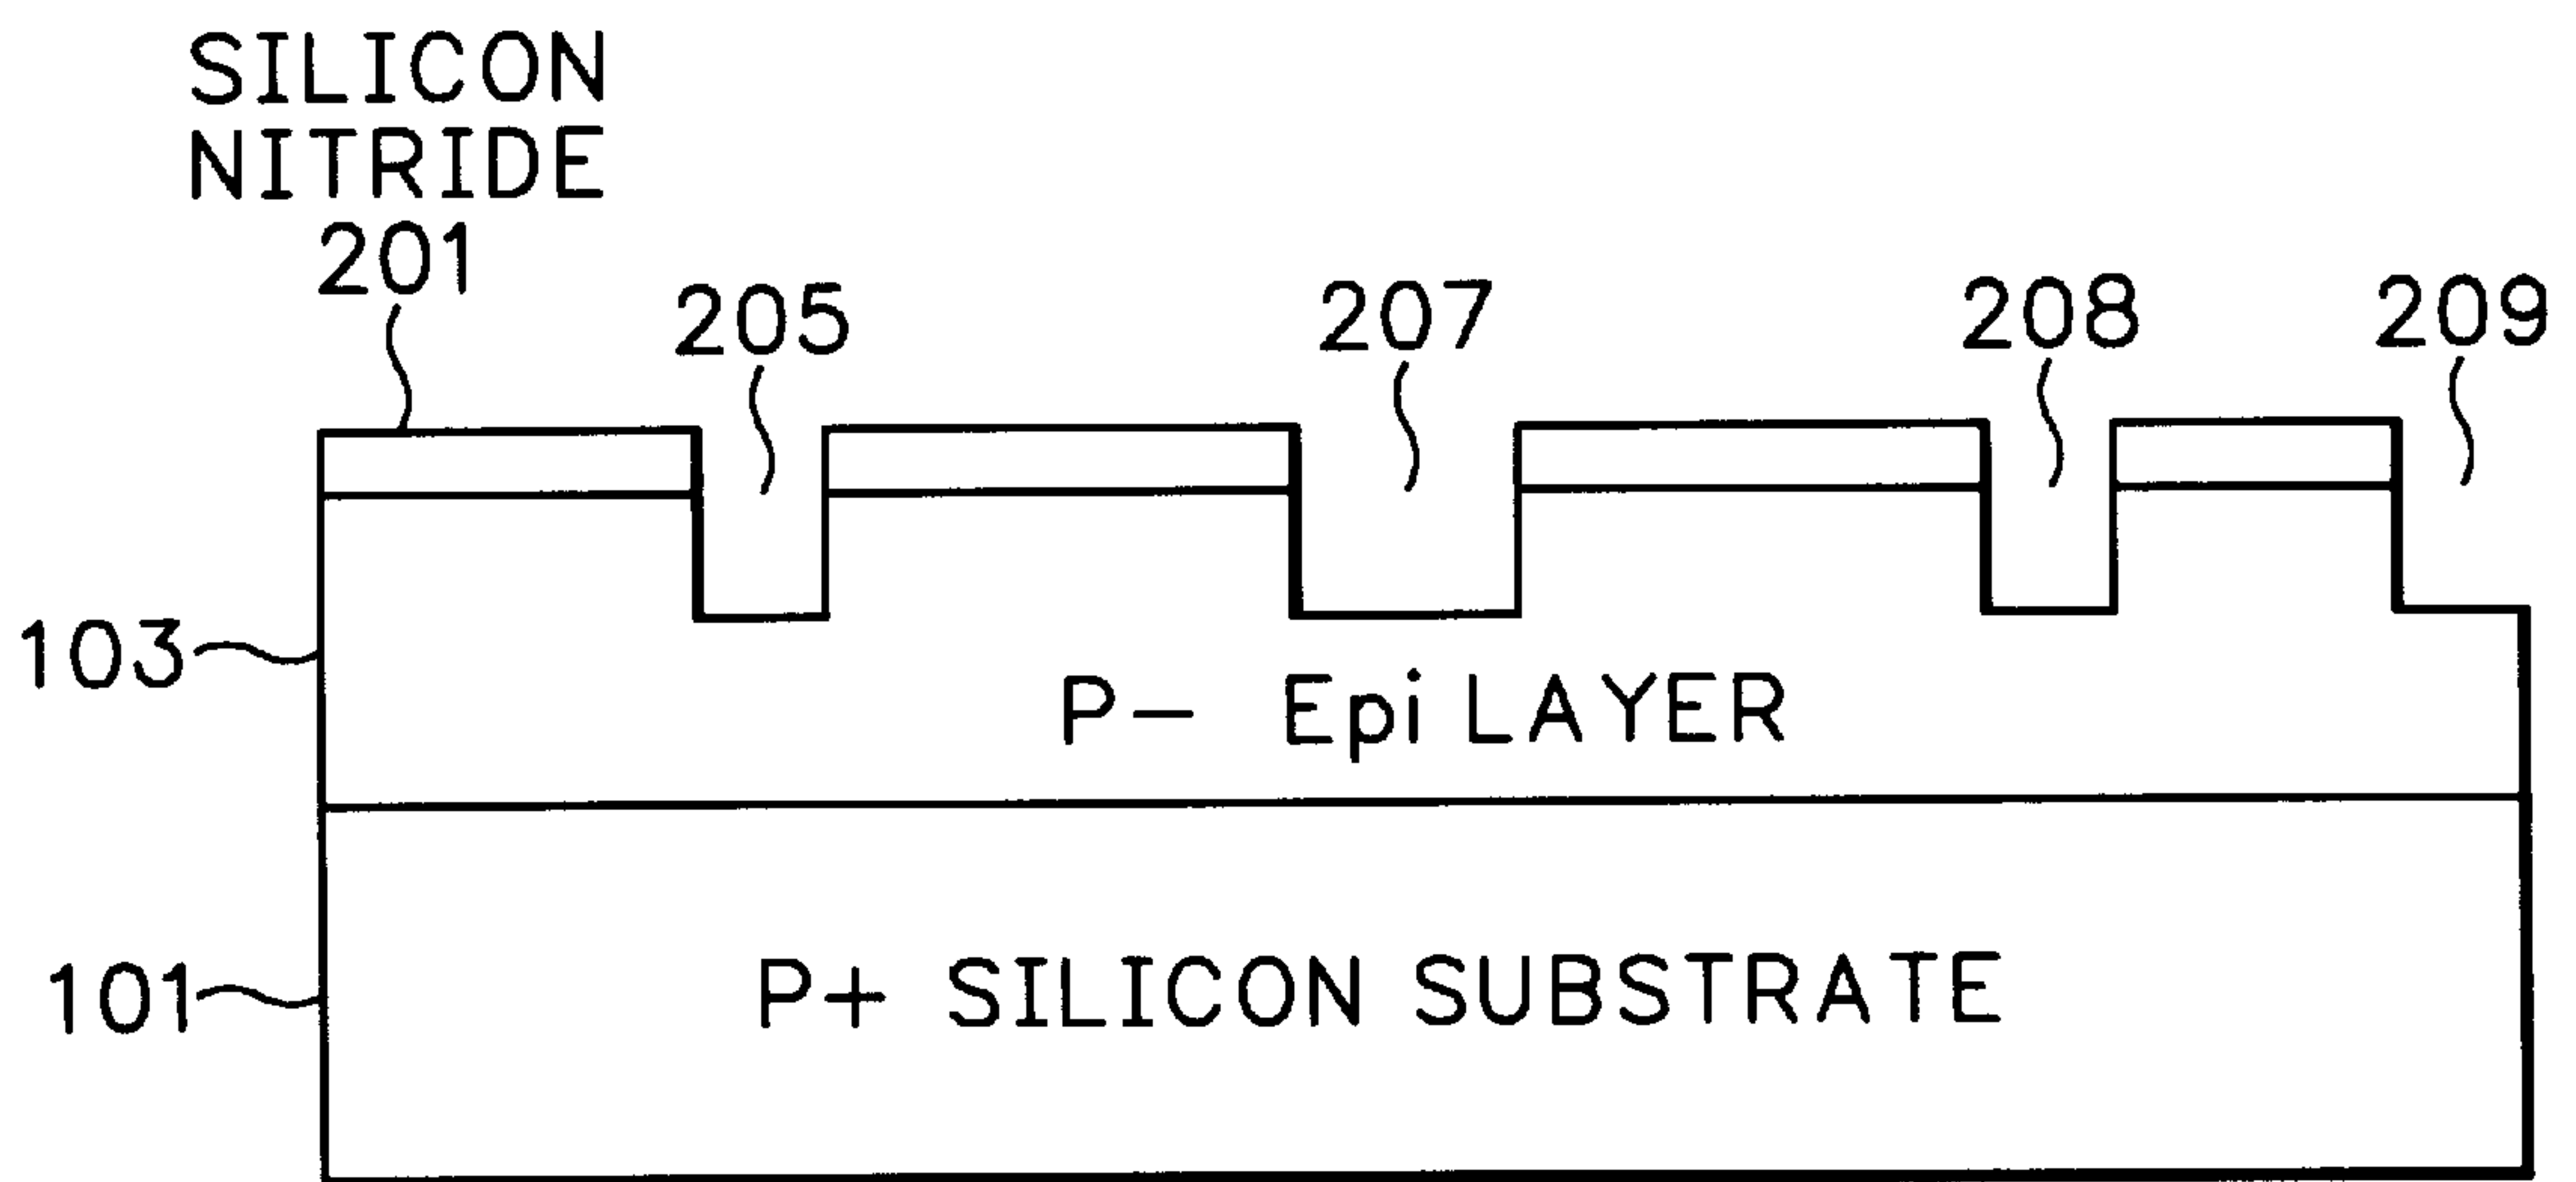 SILICON
NITRIDE
201
205
207
208
209
103
P- Epi LAYER
101
P+ SILICON SUBSTRATE